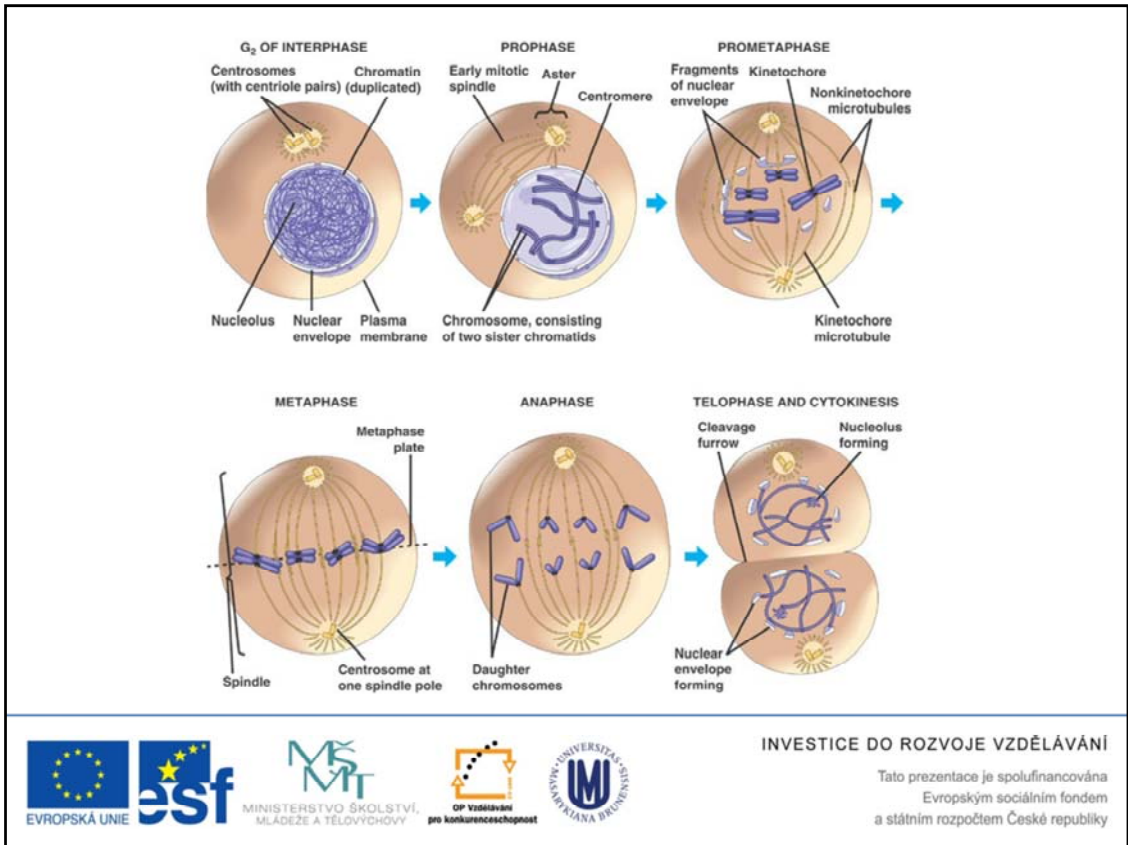 G₂ OF INTERPHASE
Centrosomes
(with centriole pairs)
Chromatin
(duplicated)
Nucleolus
Nuclear
envelope
Plasma
membrane
PROPHASE
Early mitotic
spindle
Aster
Centromere
Chromosome, consisting
of two sister chromatids
PROMETAPHASE
Fragments
of nuclear
envelope
Kinetochore
Nonkinetochore
microtubules
Kinetochore
microtubule
METAPHASE
Metaphase
plate
Spindle
Centrosome at
one spindle pole
ANAPHASE
Daughter
chromosomes
TELOPHASE AND CYTOKINESIS
Cleavage
furrow
Nucleolus
forming
Nuclear
envelope
forming
EVROPSKÁ UNIE
esf
MŠMT
MINISTERSTVO ŠKOLSTVÍ,
MLÁDEŽE A TĚLOVÝCHOVY
OP Vzdělávání
pro konkurenceschopnost
UNIVERSITAS
MASARYKIANA BRUNENSIS
INVESTICE DO ROZVOJE VZDĚLÁVÁNÍ
Tato prezentace je spolufinancována
Evropským sociálním fondem
a státním rozpočtem České republiky